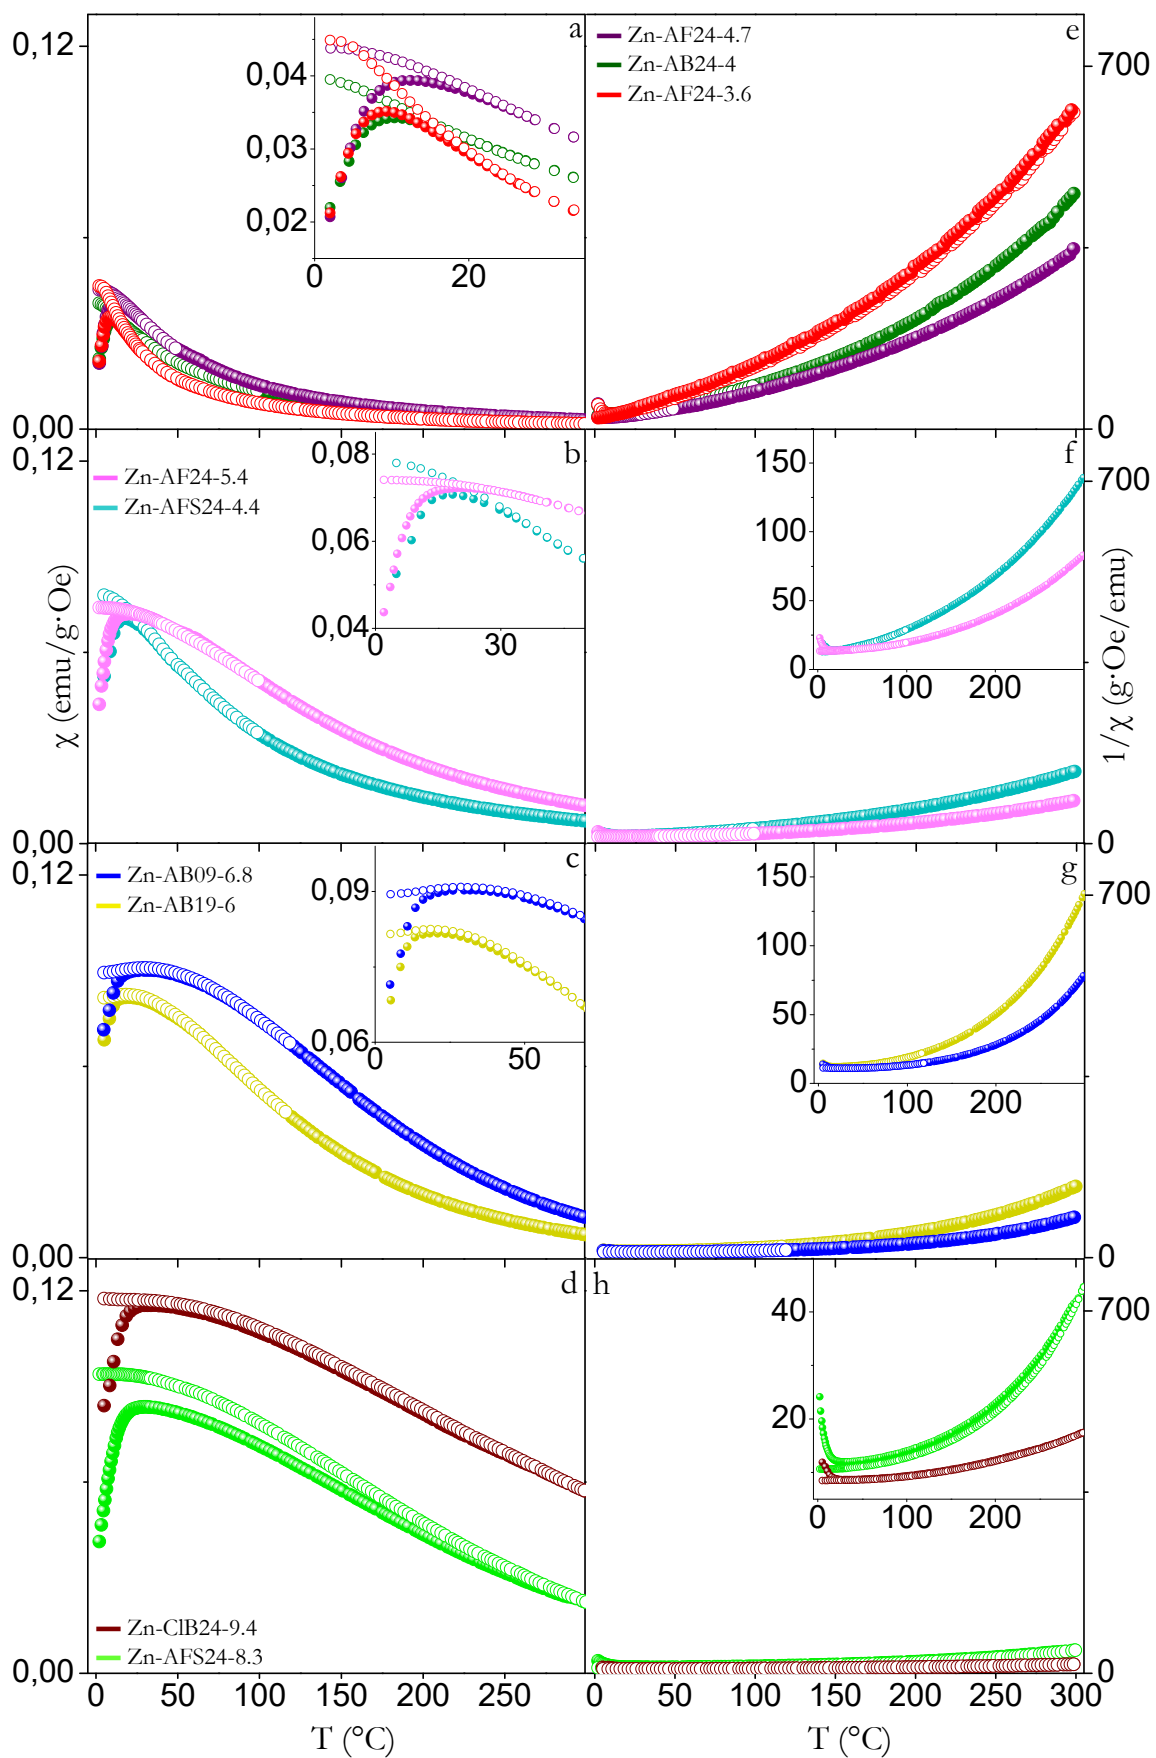 0,12
a
0,04
0,03
0,02
0
20
Zn-AF24-4.7
Zn-AB24-4
Zn-AF24-3.6
e
700
0,00
0
0,12
Zn-AF24-5.4
Zn-AFS24-4.4
b
0,08
0,06
0,04
0
30
f
150
100
50
0
0
100
200
700
χ (emu/g·Oe)
1/χ (g·Oe/emu)
0,00
0
0,12
Zn-AB09-6.8
Zn-AB19-6
c
0,09
0,06
0
50
g
150
100
50
0
0
100
200
700
0,00
0
0,12
d
Zn-ClB24-9.4
Zn-AFS24-8.3
h
40
20
0
100
200
700
0,00
0
0
50
100
150
200
250
0
50
100
150
200
250
300
T (°C)
T (°C)